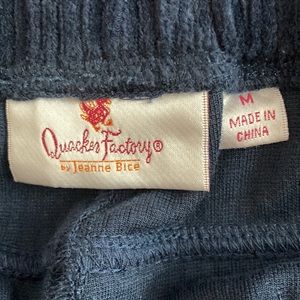 Quacker Factory®
by Jeanne Bice
M
MADE IN
CHINA